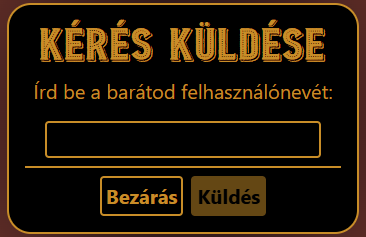 KÉRÉS KÜLDÉSE
Írd be a barátod felhasználónevét:
Bezárás Küldés